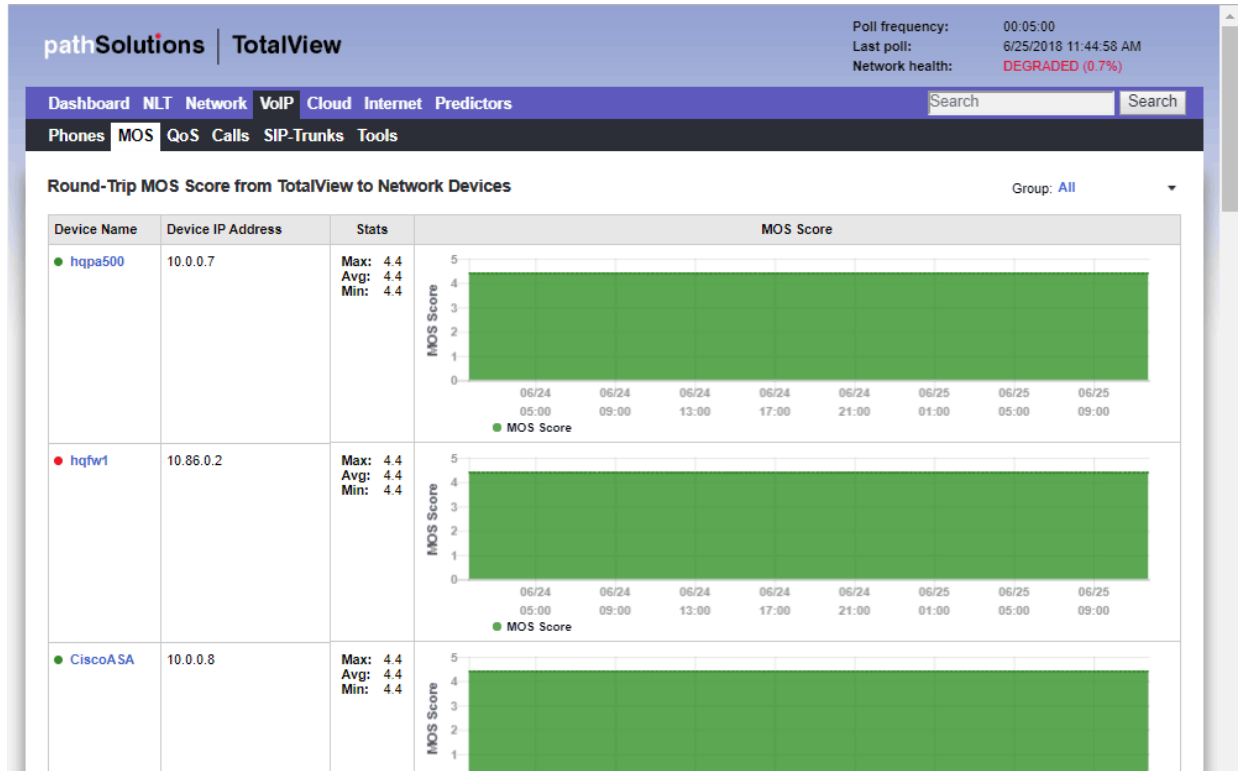 pathSolutions | TotalView
Poll frequency: 00:05:00
Last poll: 6/25/2018 11:44:58 AM
Network health: DEGRADED (0.7%)
Dashboard NLT Network VoIP Cloud Internet Predictors
Search Search
Phones MOS QoS Calls SIP-Trunks Tools
Round-Trip MOS Score from TotalView to Network Devices
Group: All
Device Name Device IP Address Stats MOS Score
hqpa500 10.0.0.7
Max: 4.4
Avg: 4.4
Min: 4.4
MOS Score
5
4
3
2
1
0
06/24 06/24 06/24 06/24 06/24 06/25 06/25 06/25
05:00 09:00 13:00 17:00 21:00 01:00 05:00 09:00
MOS Score
hqfw1 10.86.0.2
Max: 4.4
Avg: 4.4
Min: 4.4
MOS Score
5
4
3
2
1
0
06/24 06/24 06/24 06/24 06/24 06/25 06/25 06/25
05:00 09:00 13:00 17:00 21:00 01:00 05:00 09:00
MOS Score
CiscoASA 10.0.0.8
Max: 4.4
Avg: 4.4
Min: 4.4
MOS Score
5
4
3
2
1